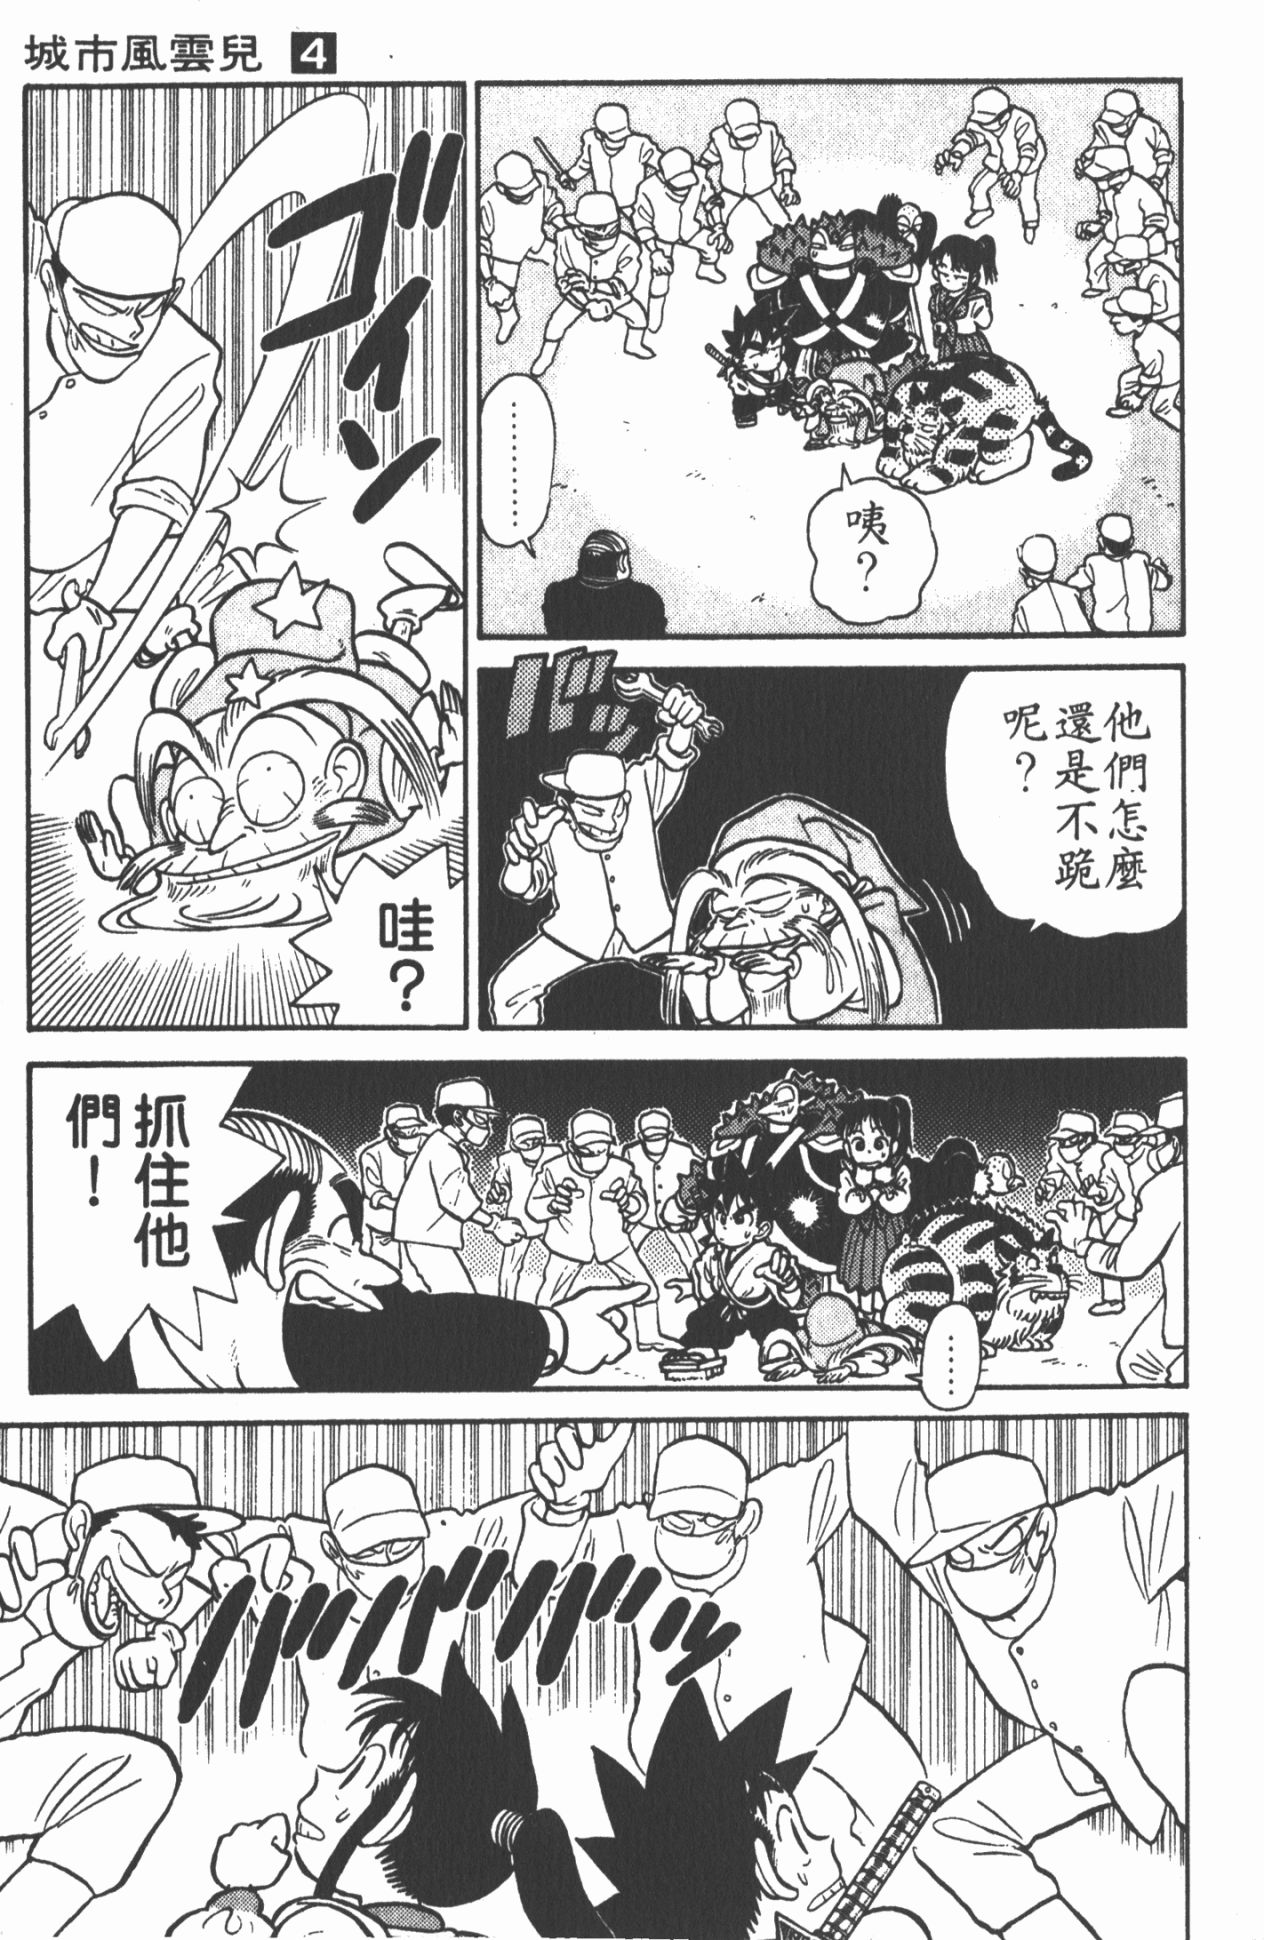 城市風雲兒 4
………
咦？
他們怎麼
還是不跪
呢？
バッ
ゴイン
哇？
抓住他
們！
……
ババババッ